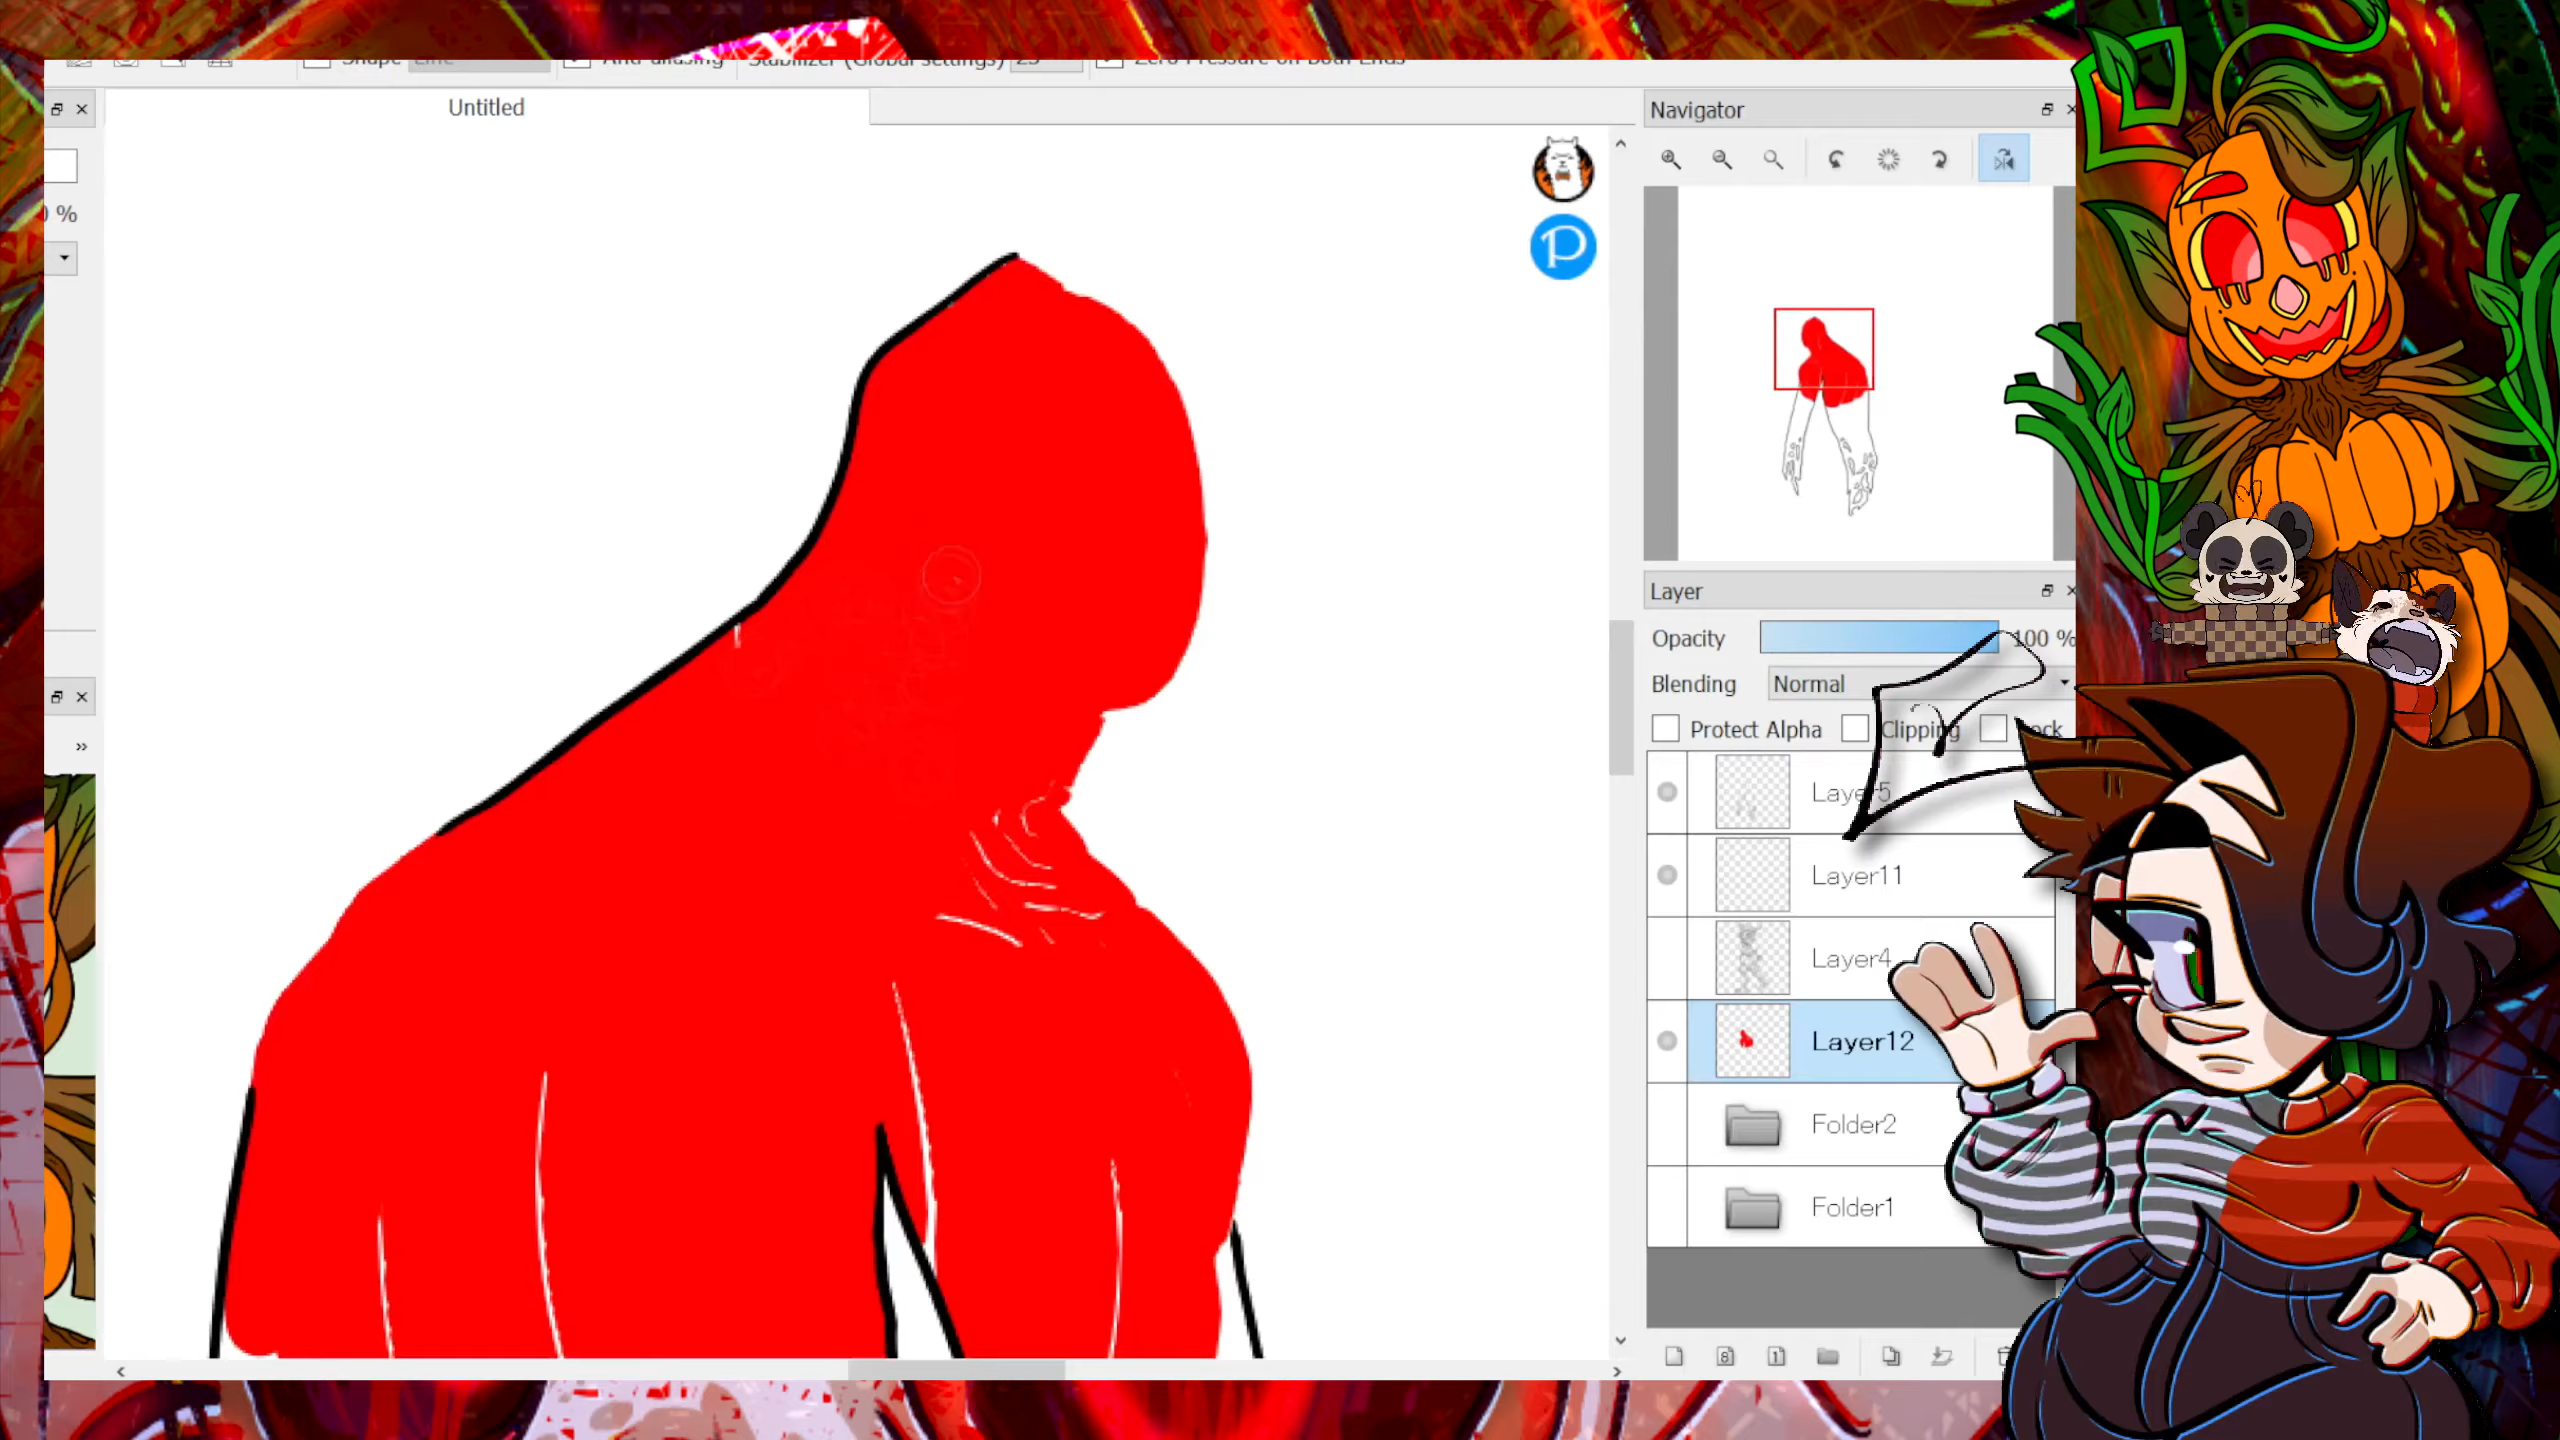 Shape Line Anti-aliasing Stabilizer (Global settings) 25 Zero Pressure on Both Ends
Untitled
Navigator
%
Layer
Opacity 100 %
Blending Normal
Protect Alpha Clipping Lock
Layer5
Layer11
Layer4
Layer12
Folder2
Folder1